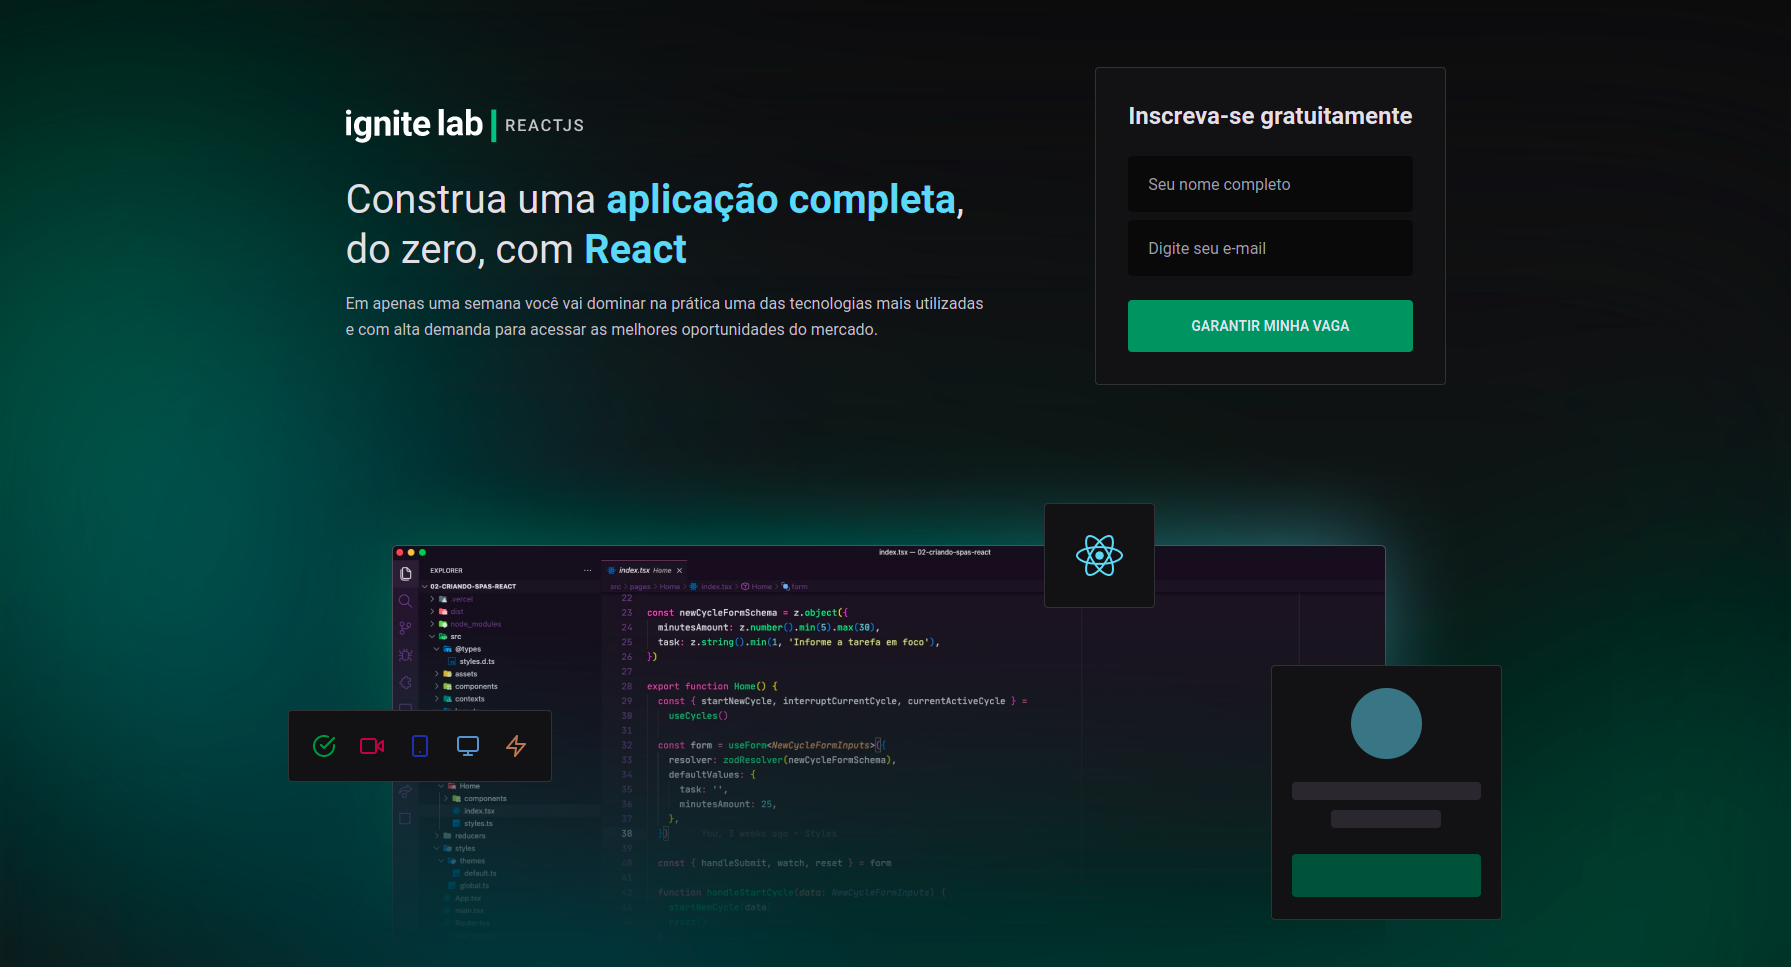 ignite lab | REACTJS
Construa uma aplicação completa,
do zero, com React
Em apenas uma semana você vai dominar na prática uma das tecnologias mais utilizadas
e com alta demanda para acessar as melhores oportunidades do mercado.
Inscreva-se gratuitamente
Seu nome completo
Digite seu e-mail
GARANTIR MINHA VAGA
index.tsx — 02-criando-spas-react
EXPLORER ...
02-CRIANDO-SPAS-REACT
.vercel
dist
node_modules
src
@types
styles.d.ts
assets
components
contexts
Home
components
index.tsx
styles.ts
reducers
styles
themes
default.ts
global.ts
App.tsx
main.tsx
Router.tsx
index.tsx Home
src > pages > Home > index.tsx > Home > form
22
23 const newCycleFormSchema = z.object({
24 minutesAmount: z.number().min(5).max(30),
25 task: z.string().min(1, 'Informe a tarefa em foco'),
26 })
27
28 export function Home() {
29 const { startNewCycle, interruptCurrentCycle, currentActiveCycle } =
30 useCycles()
31
32 const form = useForm<NewCycleFormInputs>({
33 resolver: zodResolver(newCycleFormSchema),
34 defaultValues: {
35 task: '',
36 minutesAmount: 25,
37 },
38 }) You, 3 weeks ago • Styles
39
40 const { handleSubmit, watch, reset } = form
41
42 function handleStartCycle(data: NewCycleFormInputs) {
44 startNewCycle(data